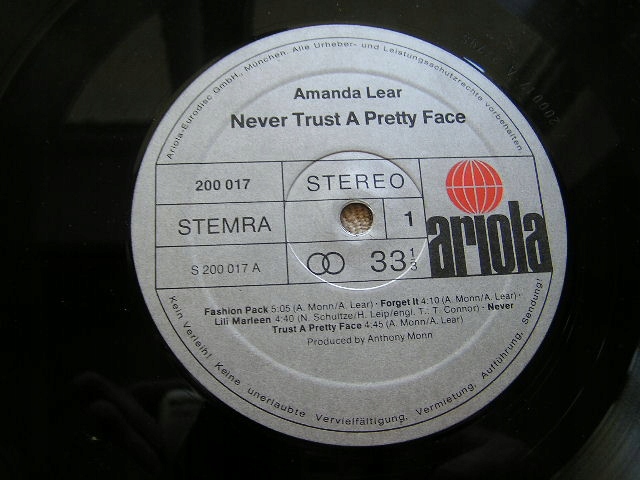 Ariola-Eurodisc GmbH., München. Alle Urheber- und Leistungsschutzrechte vorbehalten.
Amanda Lear
Never Trust A Pretty Face
200 017
STEREO
STEMRA
1
ariola
S 200 017 A
33 1/3
Fashion Pack 5:05 (A. Monn/A. Lear) · Forget It 4:10 (A. Monn/A. Lear) ·
Lili Marleen 4:40 (N. Schultze/H. Leip/engl. T.: T. Connor) · Never
Trust A Pretty Face 4:45 (A. Monn/A. Lear)
Produced by Anthony Monn
Kein Verleih! Keine unerlaubte Vervielfältigung, Vermietung, Aufführung, Sendung!